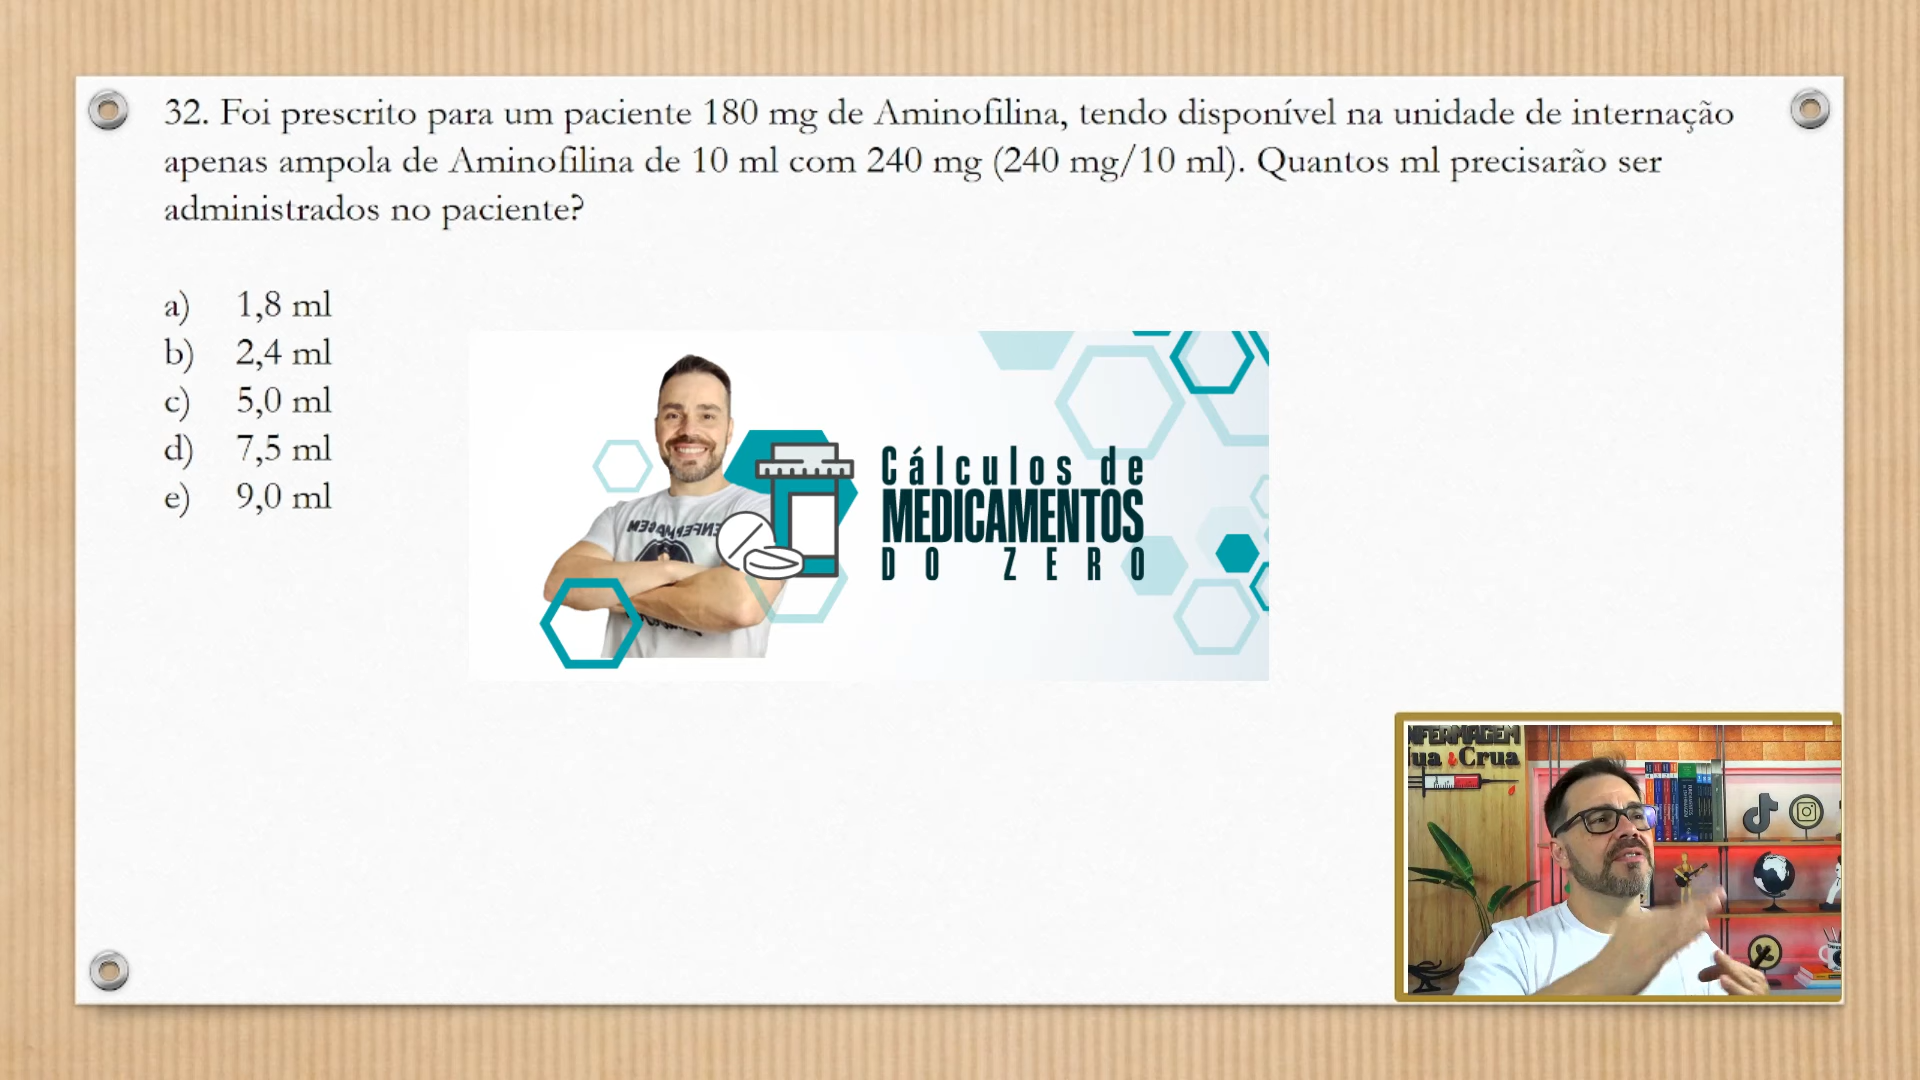 32. Foi prescrito para um paciente 180 mg de Aminofilina, tendo disponível na unidade de internação
apenas ampola de Aminofilina de 10 ml com 240 mg (240 mg/10 ml). Quantos ml precisarão ser
administrados no paciente?
a) 1,8 ml
b) 2,4 ml
c) 5,0 ml
d) 7,5 ml
e) 9,0 ml
Cálculos de
MEDICAMENTOS
DO ZERO
NFERMAGEM
ua & Crua